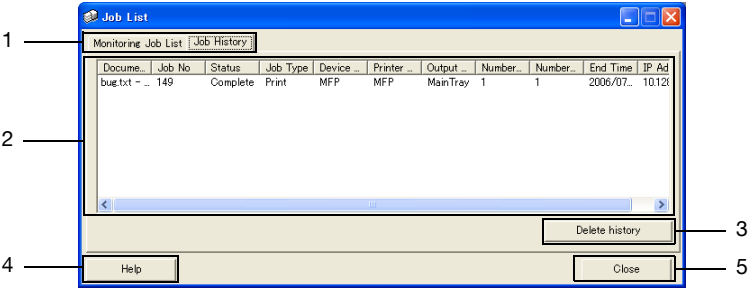 Job List
1
Monitoring Job List Job History
Docume... Job No Status Job Type Device ... Printer ... Output ... Number... Number... End Time IP Ad
bug.txt - ... 149 Complete Print MFP MFP MainTray 1 1 2006/07... 10.128
2
Delete history 3
4 Help Close 5